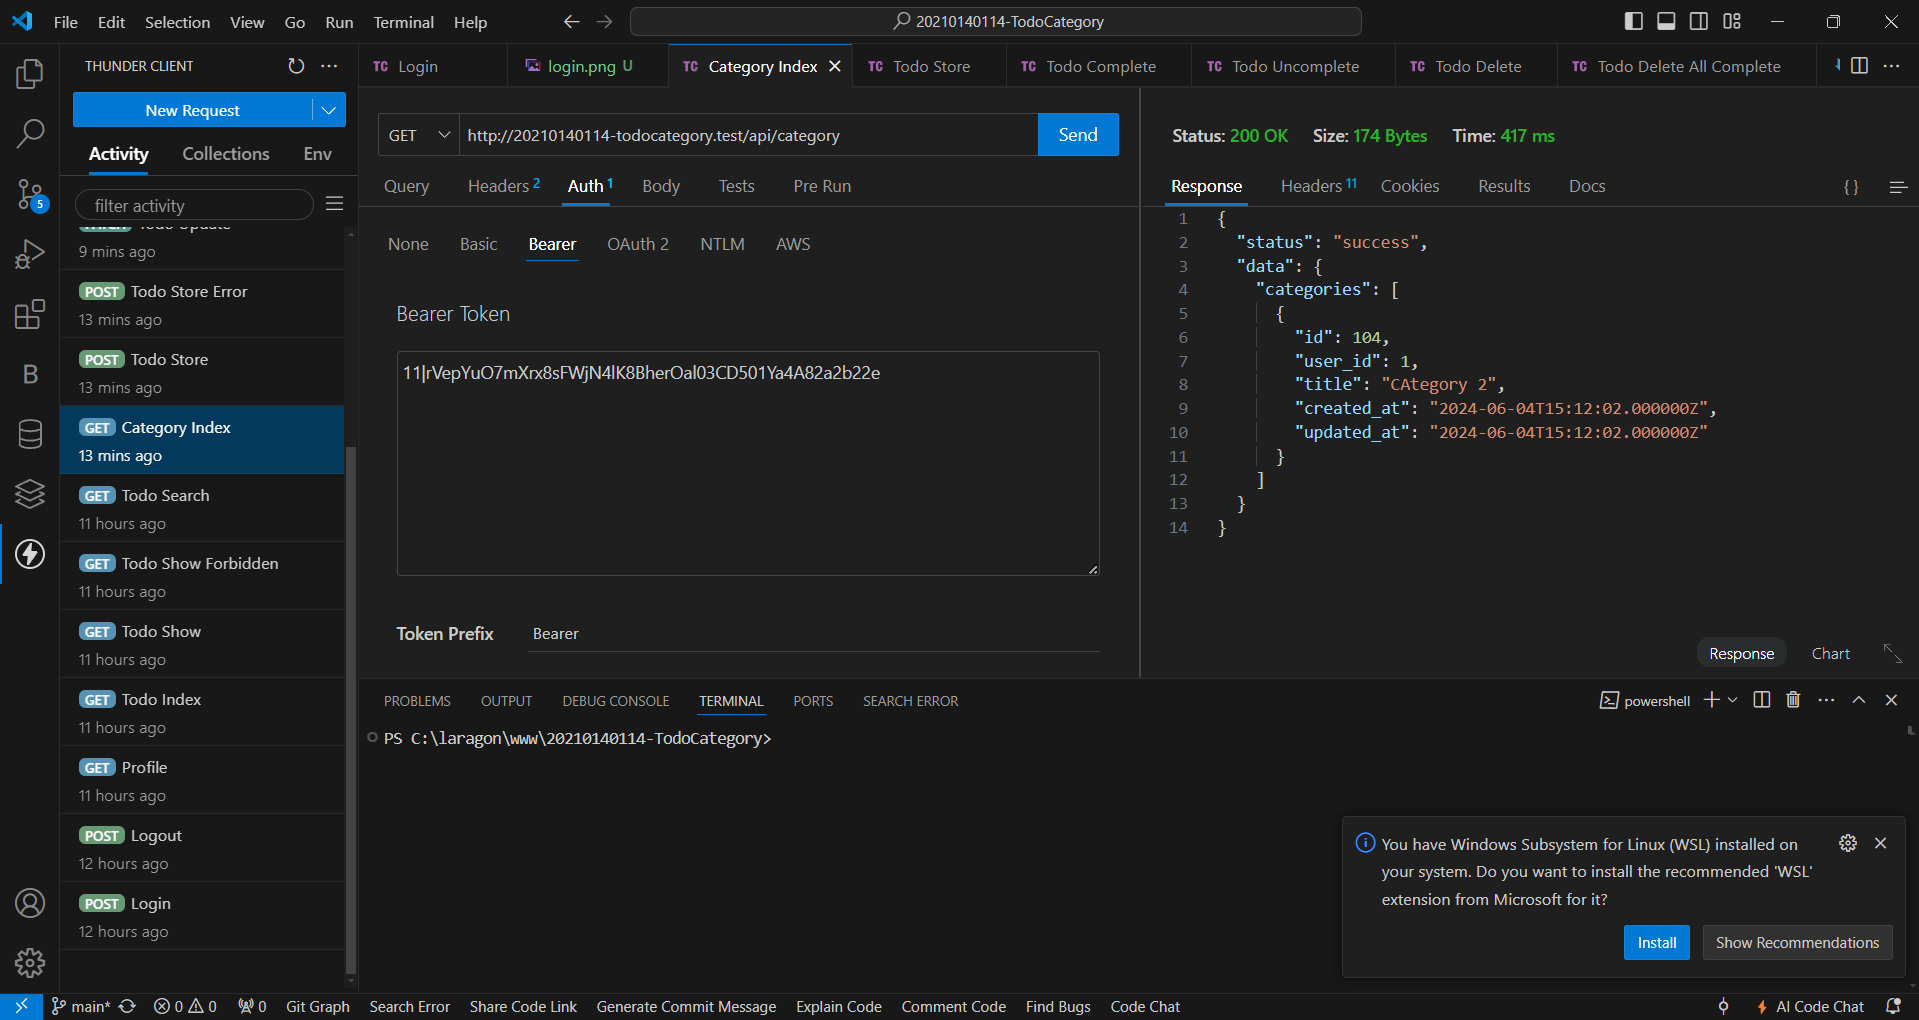 File Edit Selection View Go Run Terminal Help
20210140114-TodoCategory
THUNDER CLIENT
New Request
Activity Collections Env
filter activity
PATCH Todo Update
9 mins ago
POST Todo Store Error
13 mins ago
POST Todo Store
13 mins ago
GET Category Index
13 mins ago
GET Todo Search
11 hours ago
GET Todo Show Forbidden
11 hours ago
GET Todo Show
11 hours ago
GET Todo Index
11 hours ago
GET Profile
11 hours ago
POST Logout
12 hours ago
POST Login
12 hours ago
B
5
TC Login
login.png U
TC Category Index
TC Todo Store
TC Todo Complete
TC Todo Uncomplete
TC Todo Delete
TC Todo Delete All Complete
GET http://20210140114-todocategory.test/api/category Send
Query Headers 2 Auth 1 Body Tests Pre Run
None Basic Bearer OAuth 2 NTLM AWS
Bearer Token
11|rVepYuO7mXrx8sFWjN4lK8BherOal03CD501Ya4A82a2b22e
Token Prefix Bearer
Status: 200 OK Size: 174 Bytes Time: 417 ms
Response Headers 11 Cookies Results Docs { }
1 {
2 "status": "success",
3 "data": {
4 "categories": [
5 {
6 "id": 104,
7 "user_id": 1,
8 "title": "CAtegory 2",
9 "created_at": "2024-06-04T15:12:02.000000Z",
10 "updated_at": "2024-06-04T15:12:02.000000Z"
11 }
12 ]
13 }
14 }
Response Chart
PROBLEMS OUTPUT DEBUG CONSOLE TERMINAL PORTS SEARCH ERROR
powershell
PS C:\laragon\www\20210140114-TodoCategory>
You have Windows Subsystem for Linux (WSL) installed on
your system. Do you want to install the recommended 'WSL'
extension from Microsoft for it?
Install Show Recommendations
main* 0 0 0 Git Graph Search Error Share Code Link Generate Commit Message Explain Code Comment Code Find Bugs Code Chat AI Code Chat